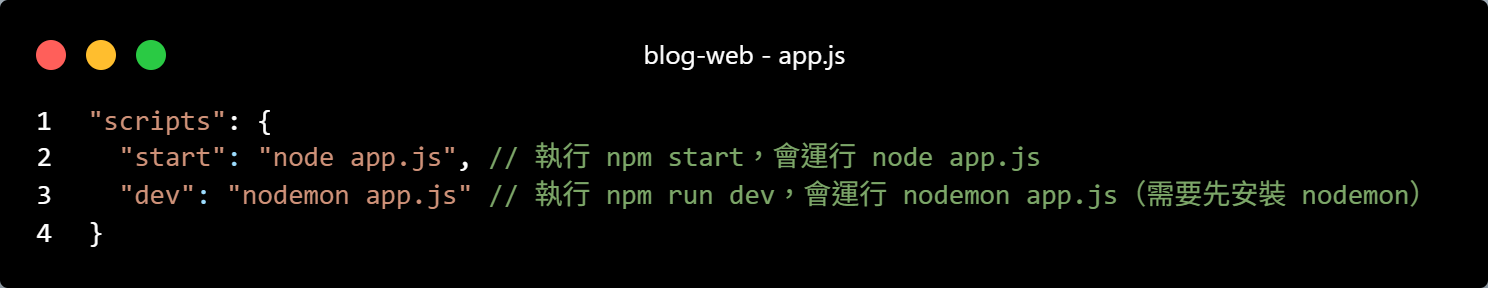 blog-web - app.js
1 "scripts": {
2 "start": "node app.js", // 執行 npm start，會運行 node app.js
3 "dev": "nodemon app.js" // 執行 npm run dev，會運行 nodemon app.js（需要先安裝 nodemon）
4 }